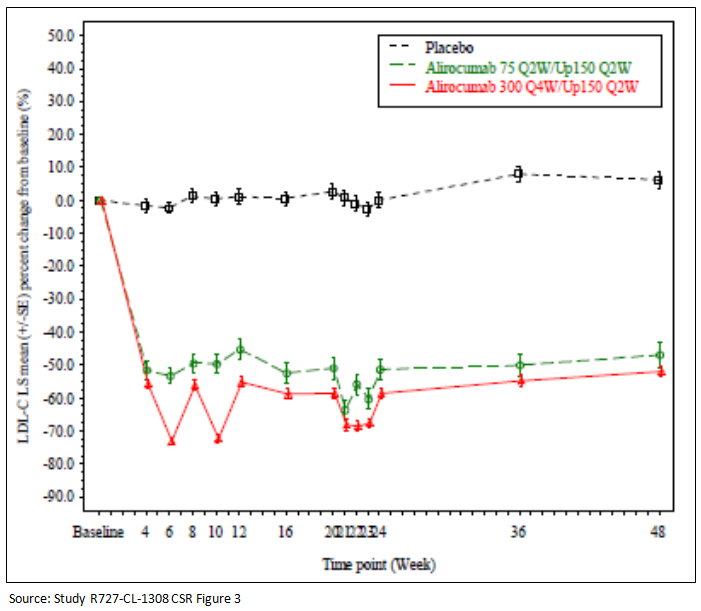 LDL-C LS mean (+/-SE) percent change from baseline (%)
50.0
40.0
30.0
20.0
10.0
0.0
-10.0
-20.0
-30.0
-40.0
-50.0
-60.0
-70.0
-80.0
-90.0
Placebo
Alirocumab 75 Q2W/Up150 Q2W
Alirocumab 300 Q4W/Up150 Q2W
Baseline 4 6 8 10 12 16 20 21 22 23 24 36 48
Time point (Week)
Source: Study R727-CL-1308 CSR Figure 3